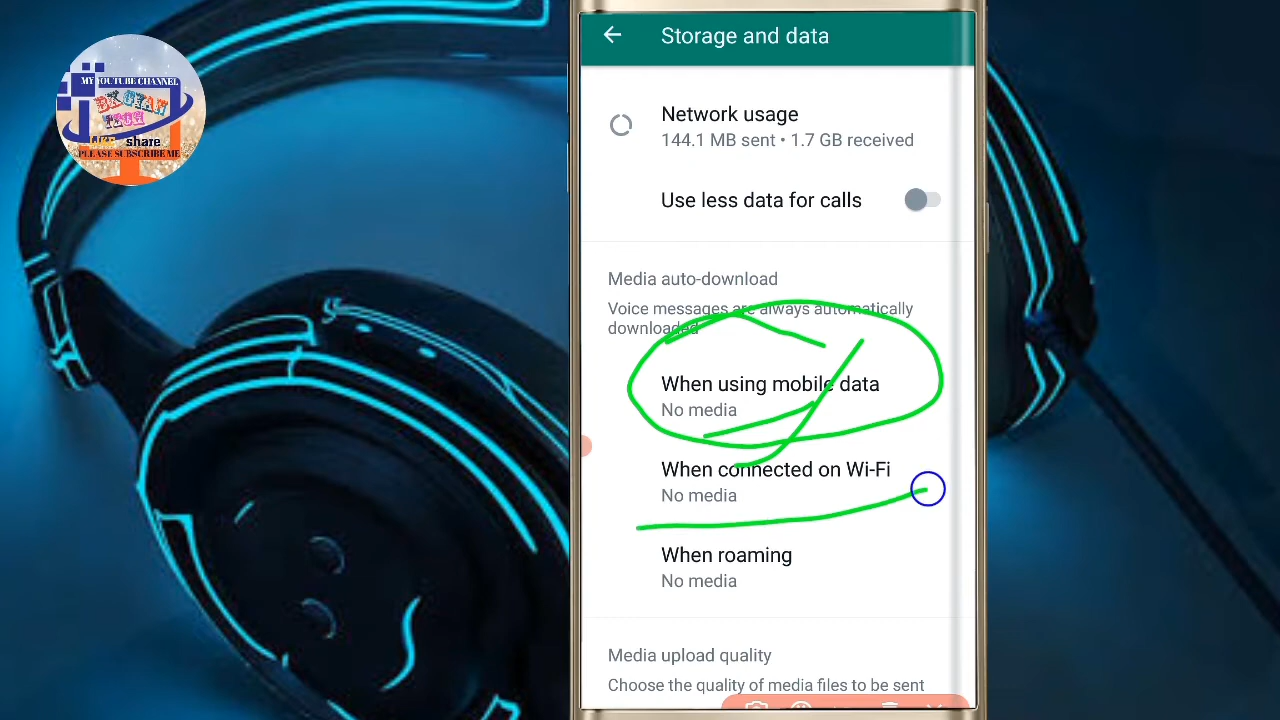 MY YOUTUBE CHANNEL
BK GYAN
TECH
share
PLEASE SUBSCRIBE ME
Storage and data
Network usage
144.1 MB sent • 1.7 GB received
Use less data for calls
Media auto-download
Voice messages are always automatically
downloaded
When using mobile data
No media
When connected on Wi-Fi
No media
When roaming
No media
Media upload quality
Choose the quality of media files to be sent